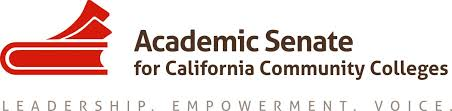 Academic Senate
for California Community Colleges
LEADERSHIP. EMPOWERMENT. VOICE.